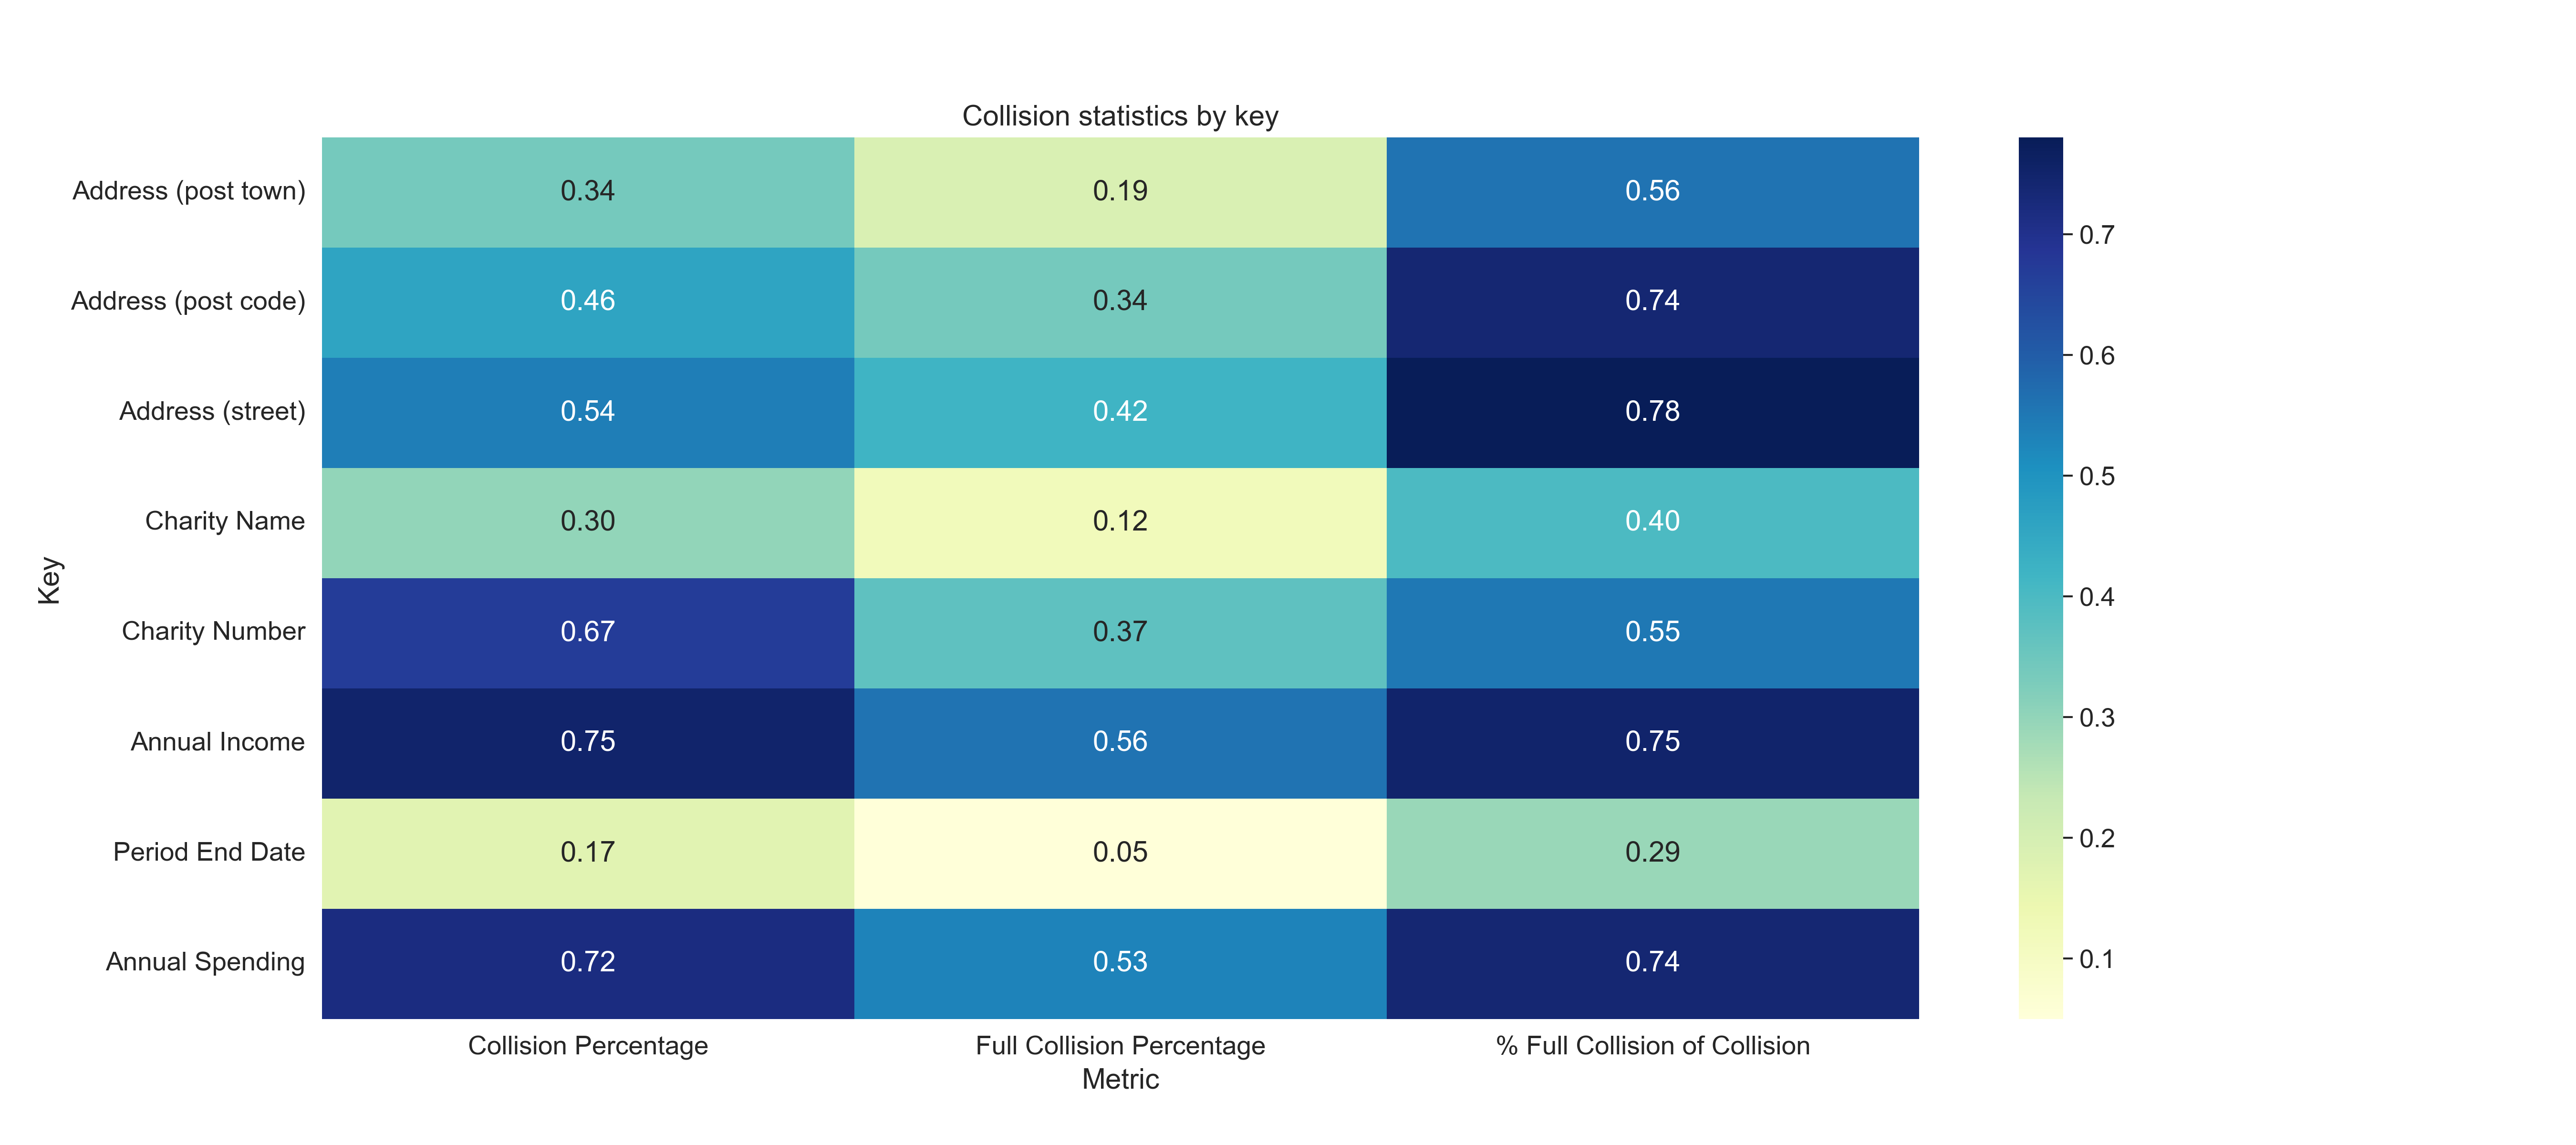 Collision statistics by key
Address (post town) 0.34 0.19 0.56
Address (post code) 0.46 0.34 0.74
Address (street) 0.54 0.42 0.78
Charity Name 0.30 0.12 0.40
Charity Number 0.67 0.37 0.55
Annual Income 0.75 0.56 0.75
Period End Date 0.17 0.05 0.29
Annual Spending 0.72 0.53 0.74
Key
Collision Percentage Full Collision Percentage % Full Collision of Collision
Metric
0.7
0.6
0.5
0.4
0.3
0.2
0.1